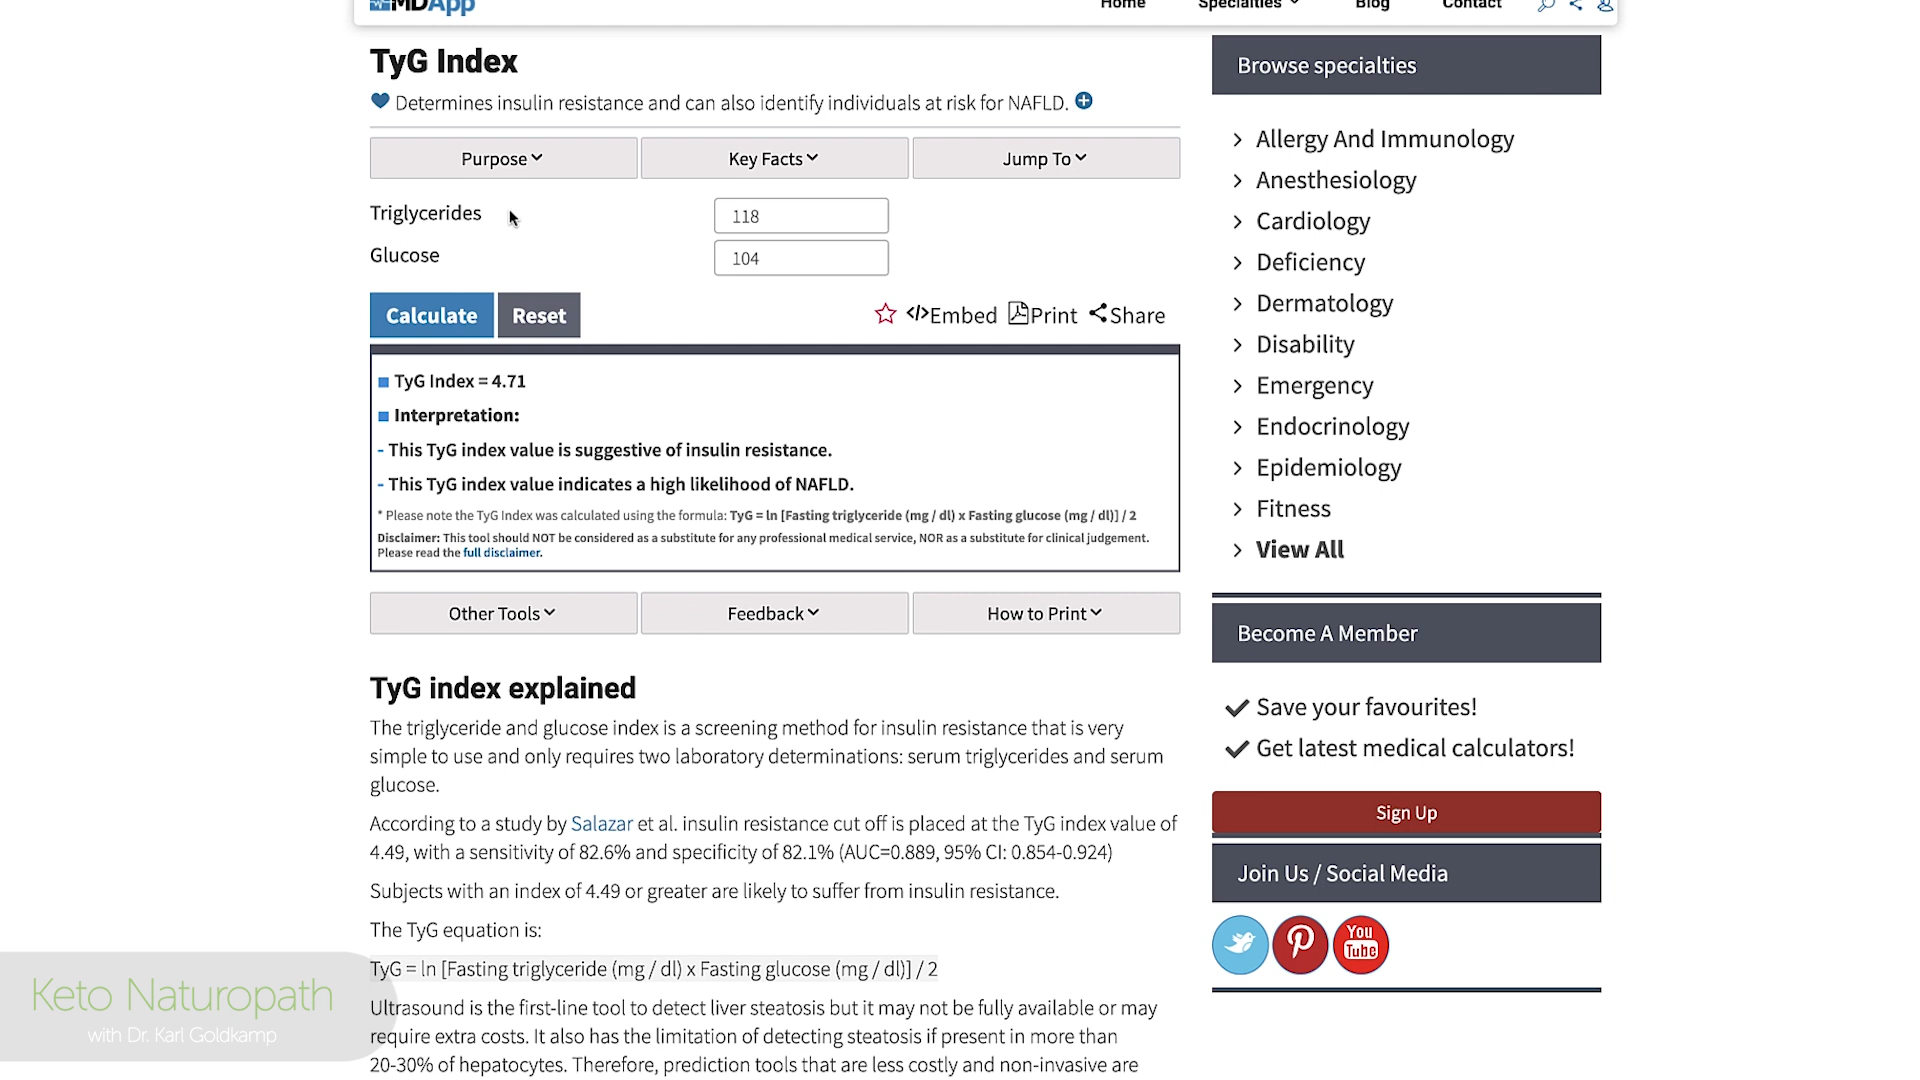 MDApp
Home Specialties Blog Contact
TyG Index
Determines insulin resistance and can also identify individuals at risk for NAFLD.
Purpose Key Facts Jump To
Triglycerides 118
Glucose 104
Calculate Reset Embed Print Share
TyG Index = 4.71
Interpretation:
- This TyG index value is suggestive of insulin resistance.
- This TyG index value indicates a high likelihood of NAFLD.
* Please note the TyG Index was calculated using the formula: TyG = ln [Fasting triglyceride (mg / dl) x Fasting glucose (mg / dl)] / 2
Disclaimer: This tool should NOT be considered as a substitute for any professional medical service, NOR as a substitute for clinical judgement.
Please read the full disclaimer.
Other Tools Feedback How to Print
TyG index explained
The triglyceride and glucose index is a screening method for insulin resistance that is very
simple to use and only requires two laboratory determinations: serum triglycerides and serum
glucose.
According to a study by Salazar et al. insulin resistance cut off is placed at the TyG index value of
4.49, with a sensitivity of 82.6% and specificity of 82.1% (AUC=0.889, 95% CI: 0.854-0.924)
Subjects with an index of 4.49 or greater are likely to suffer from insulin resistance.
The TyG equation is:
TyG = ln [Fasting triglyceride (mg / dl) x Fasting glucose (mg / dl)] / 2
Ultrasound is the first-line tool to detect liver steatosis but it may not be fully available or may
require extra costs. It also has the limitation of detecting steatosis if present in more than
20-30% of hepatocytes. Therefore, prediction tools that are less costly and non-invasive are
Browse specialties
Allergy And Immunology
Anesthesiology
Cardiology
Deficiency
Dermatology
Disability
Emergency
Endocrinology
Epidemiology
Fitness
View All
Become A Member
Save your favourites!
Get latest medical calculators!
Sign Up
Join Us / Social Media
You
Tube
Keto Naturopath
with Dr. Karl Goldkamp